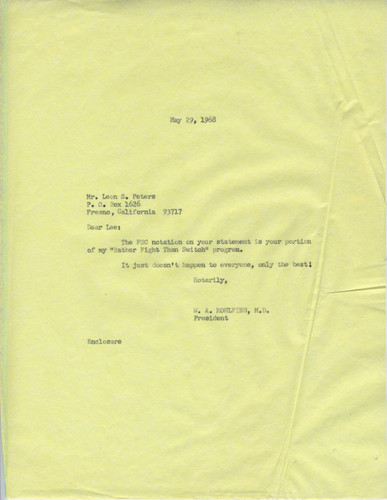 May 29, 1968
Mr. Leon S. Peters
P. O. Box 1626
Fresno, California 93717
Dear Lee:
The FBC notation on your statement is your portion
of my "Rather Fight Than Switch" program.
It just doesn't happen to everyone, only the best!
Rotarily,
W. A. ROHLFING, M.D.
President
Enclosure